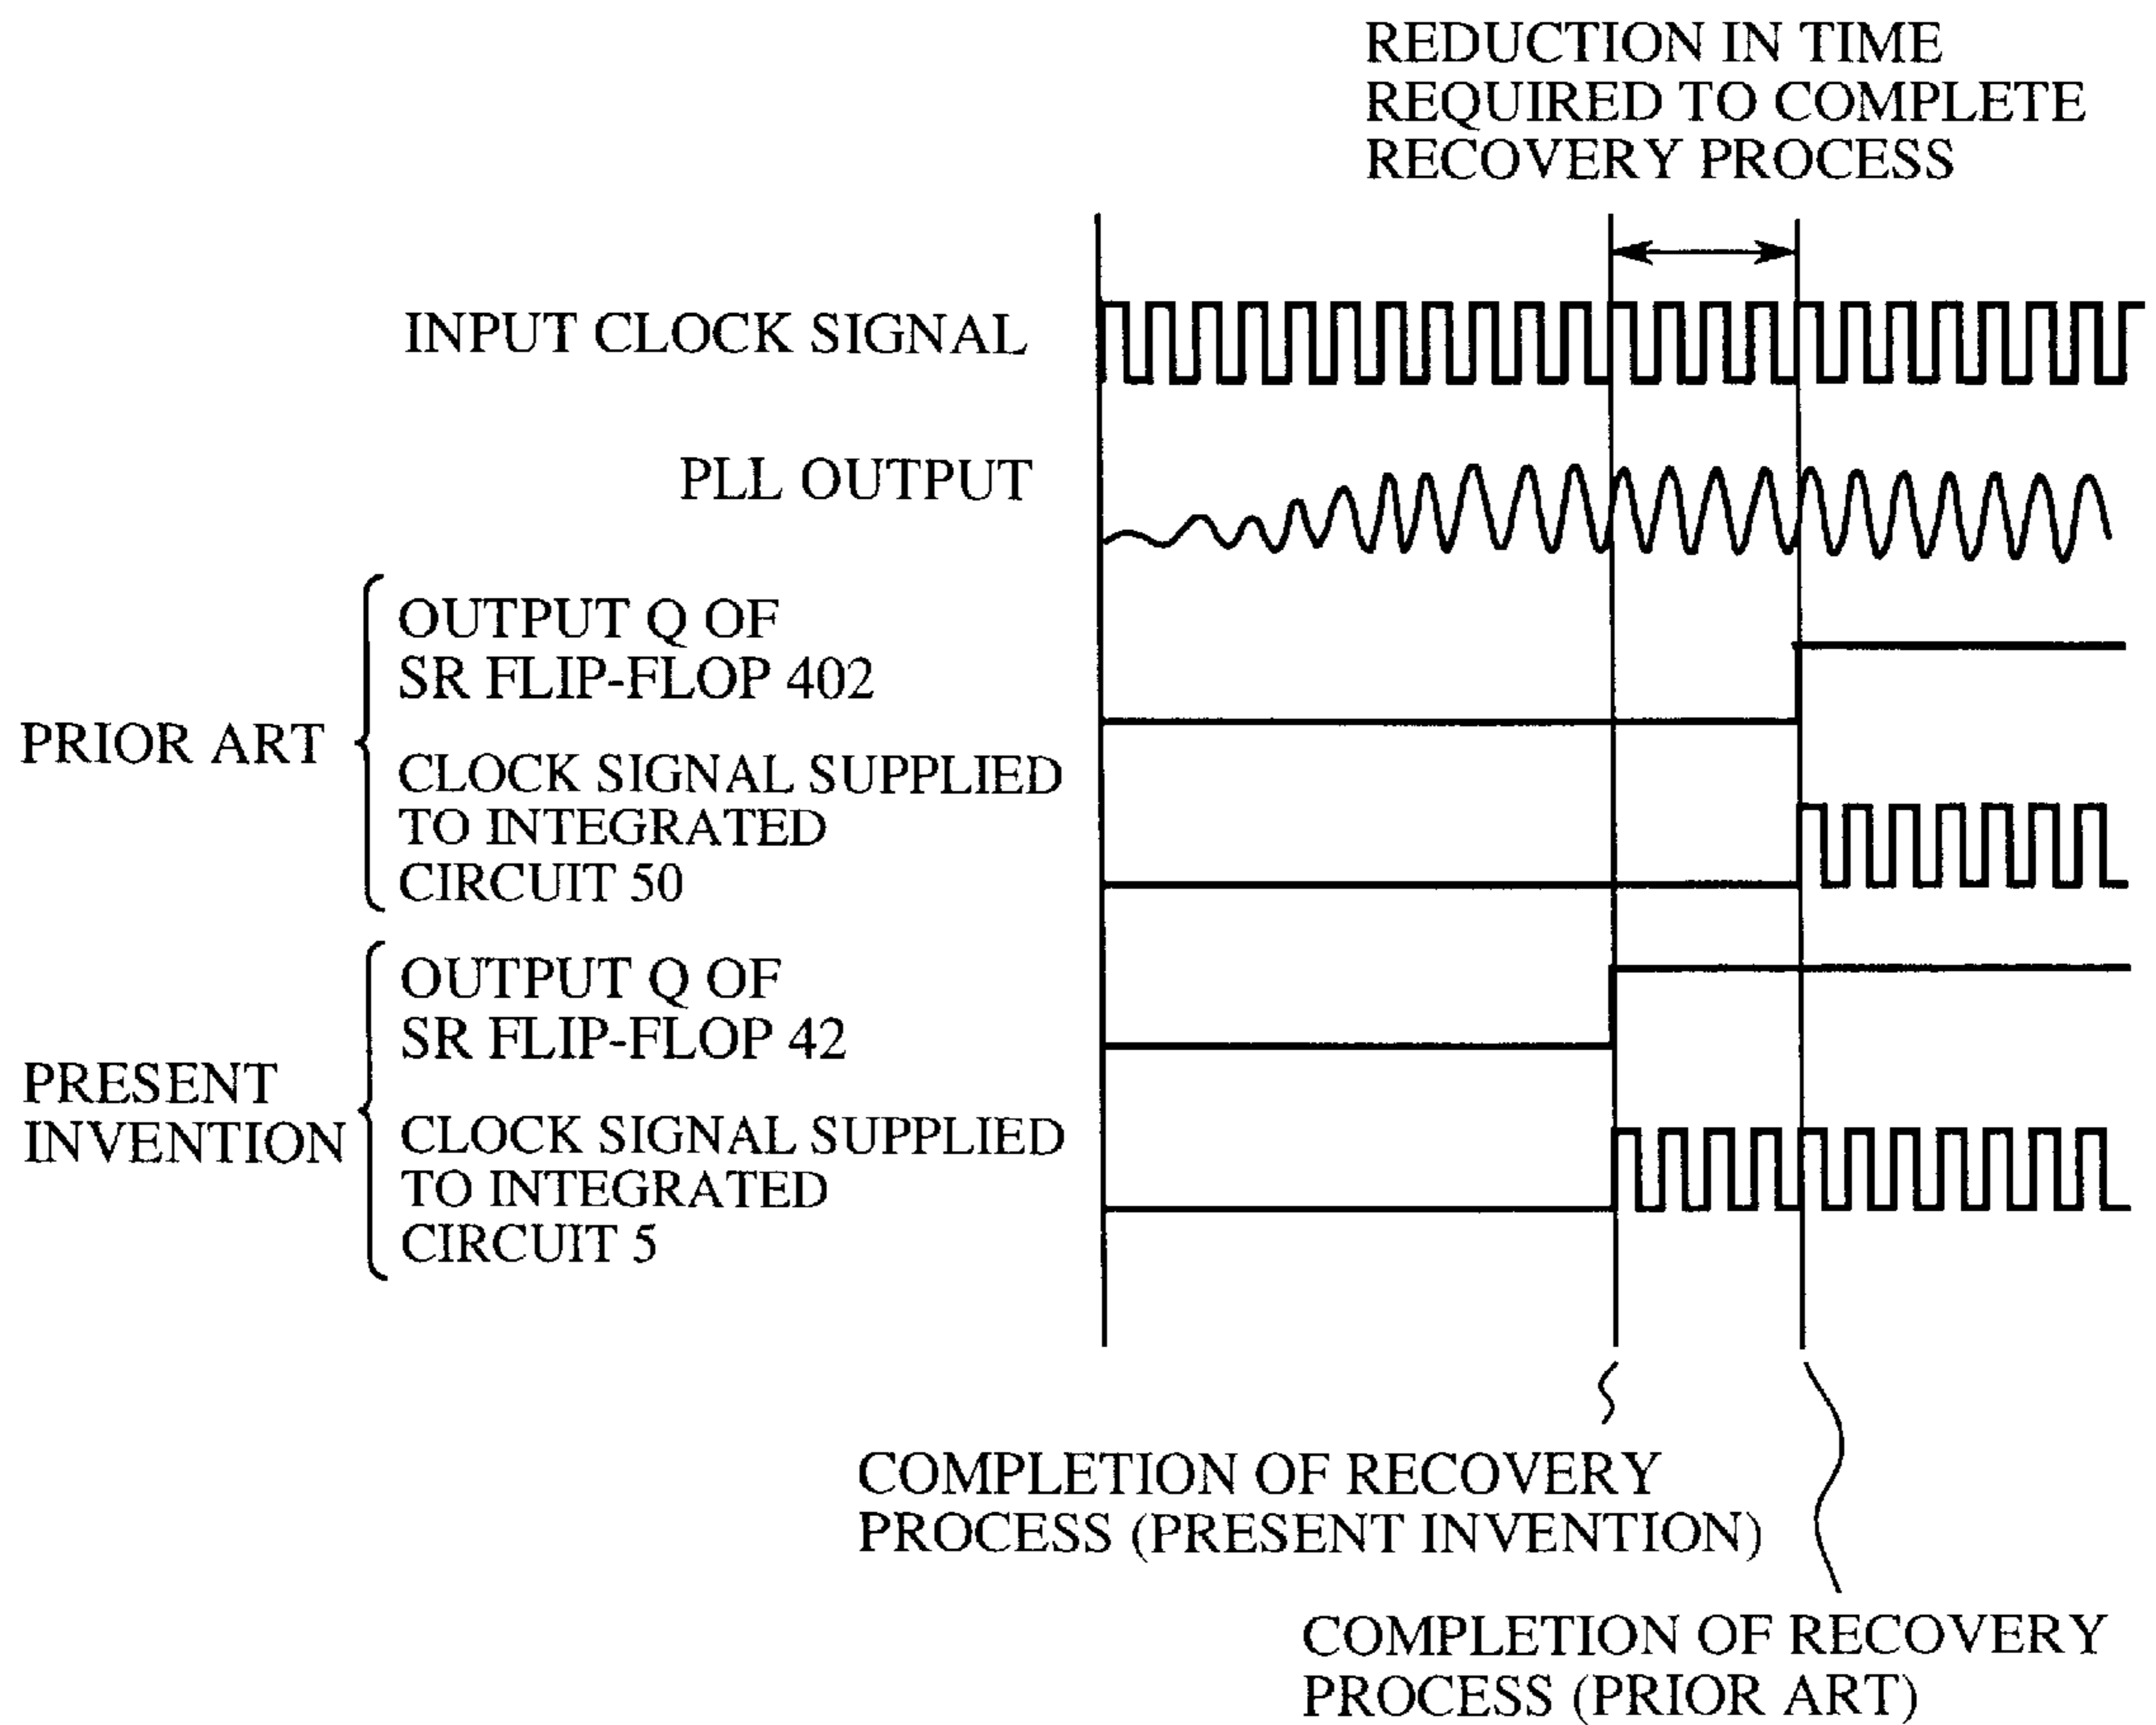 REDUCTION IN TIME
REQUIRED TO COMPLETE
RECOVERY PROCESS
INPUT CLOCK SIGNAL
PLL OUTPUT
PRIOR ART
OUTPUT Q OF
SR FLIP-FLOP 402
CLOCK SIGNAL SUPPLIED
TO INTEGRATED
CIRCUIT 50
PRESENT
INVENTION
OUTPUT Q OF
SR FLIP-FLOP 42
CLOCK SIGNAL SUPPLIED
TO INTEGRATED
CIRCUIT 5
COMPLETION OF RECOVERY
PROCESS (PRESENT INVENTION)
COMPLETION OF RECOVERY
PROCESS (PRIOR ART)